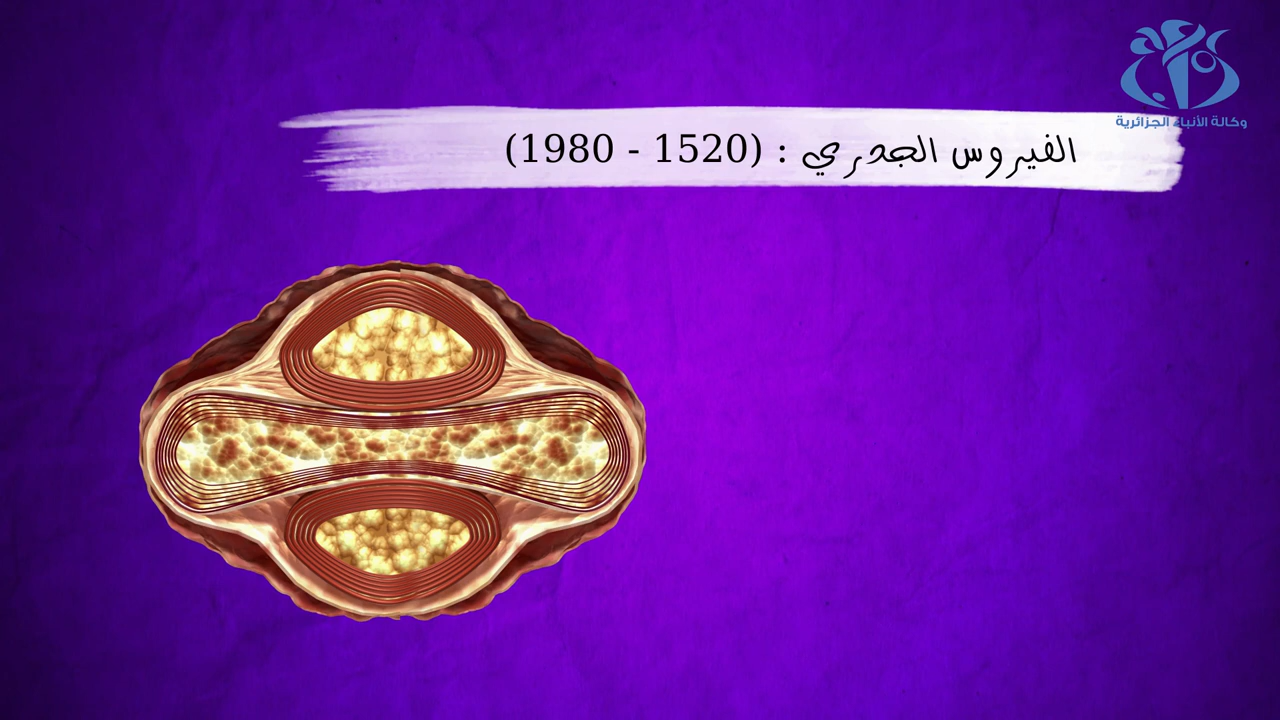 وكالة الأنباء الجزائرية
الفيروس الجدري : (1520 - 1980)